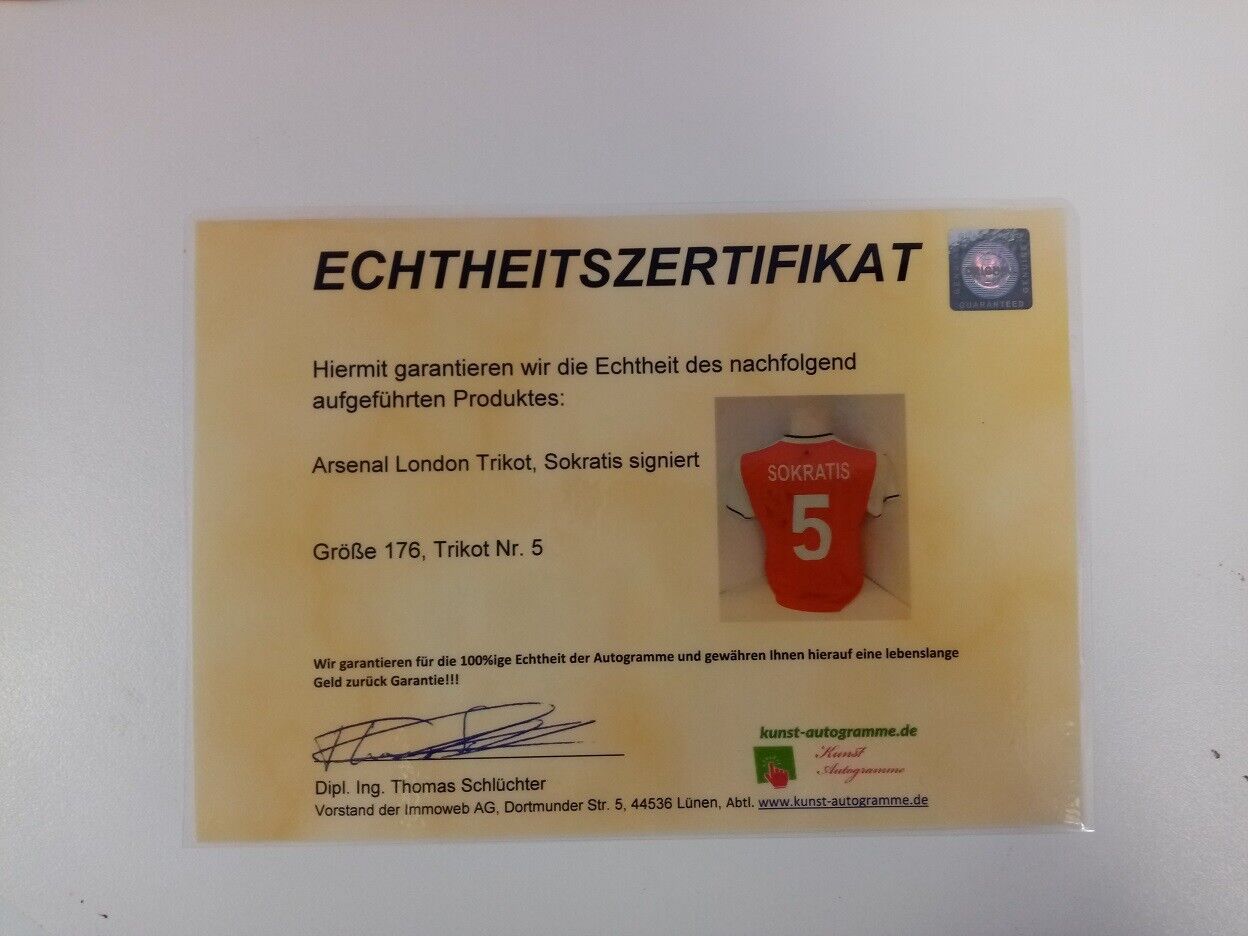 ECHTHEITSZERTIFIKAT
GUARANTEED
Hiermit garantieren wir die Echtheit des nachfolgend
aufgeführten Produktes:
Arsenal London Trikot, Sokratis signiert
SOKRATIS
5
Größe 176, Trikot Nr. 5
Wir garantieren für die 100%ige Echtheit der Autogramme und gewähren Ihnen hierauf eine lebenslange
Geld zurück Garantie!!!
kunst-autogramme.de
Kunst
Autogramme
Dipl. Ing. Thomas Schlüchter
Vorstand der Immoweb AG, Dortmunder Str. 5, 44536 Lünen, Abtl. www.kunst-autogramme.de